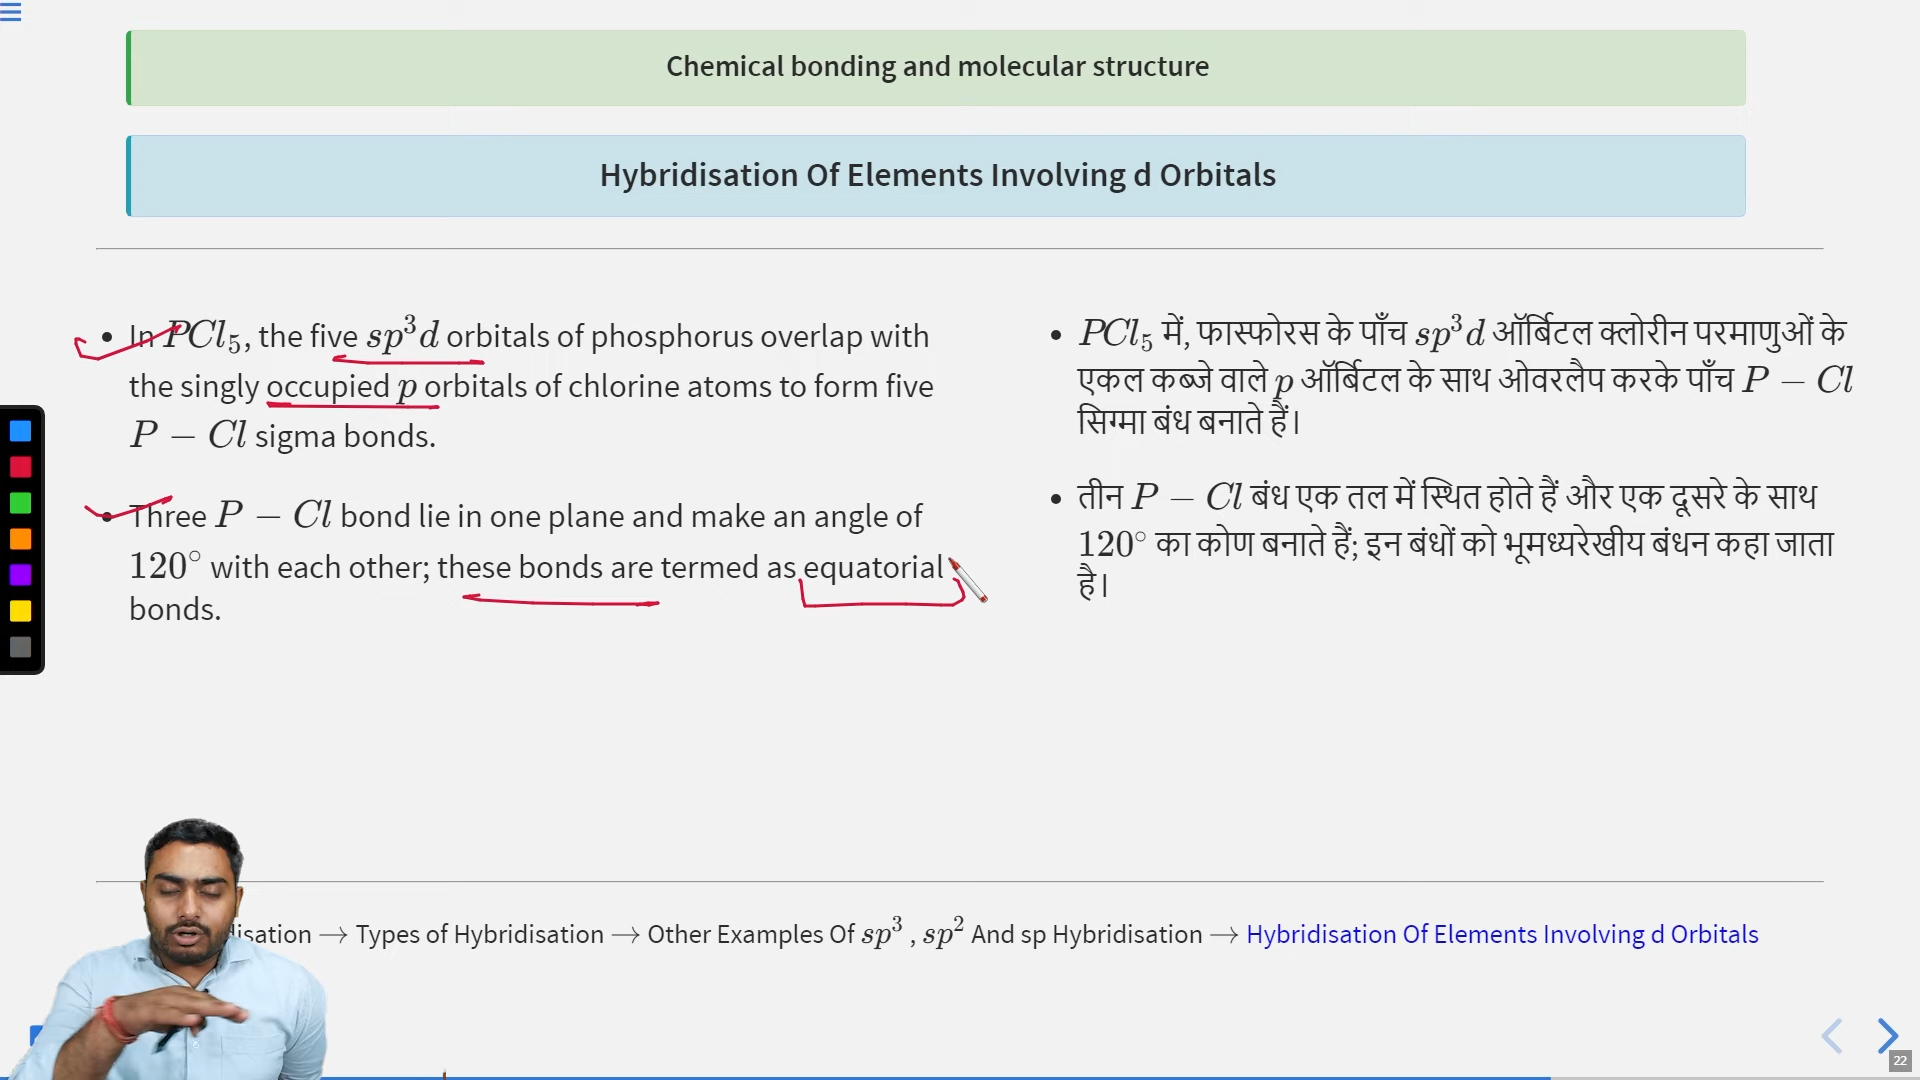 Chemical bonding and molecular structure
Hybridisation Of Elements Involving d Orbitals
• In PCl₅, the five sp³d orbitals of phosphorus overlap with
the singly occupied p orbitals of chlorine atoms to form five
P − Cl sigma bonds.
• Three P − Cl bond lie in one plane and make an angle of
120° with each other; these bonds are termed as equatorial
bonds.
• PCl₅ में, फास्फोरस के पाँच sp³d ऑर्बिटल क्लोरीन परमाणुओं के
एकल कब्जे वाले p ऑर्बिटल के साथ ओवरलैप करके पाँच P − Cl
सिग्मा बंध बनाते हैं।
• तीन P − Cl बंध एक तल में स्थित होते हैं और एक दूसरे के साथ
120° का कोण बनाते हैं; इन बंधों को भूमध्यरेखीय बंधन कहा जाता
है।
disation → Types of Hybridisation → Other Examples Of sp³ , sp² And sp Hybridisation → Hybridisation Of Elements Involving d Orbitals
22